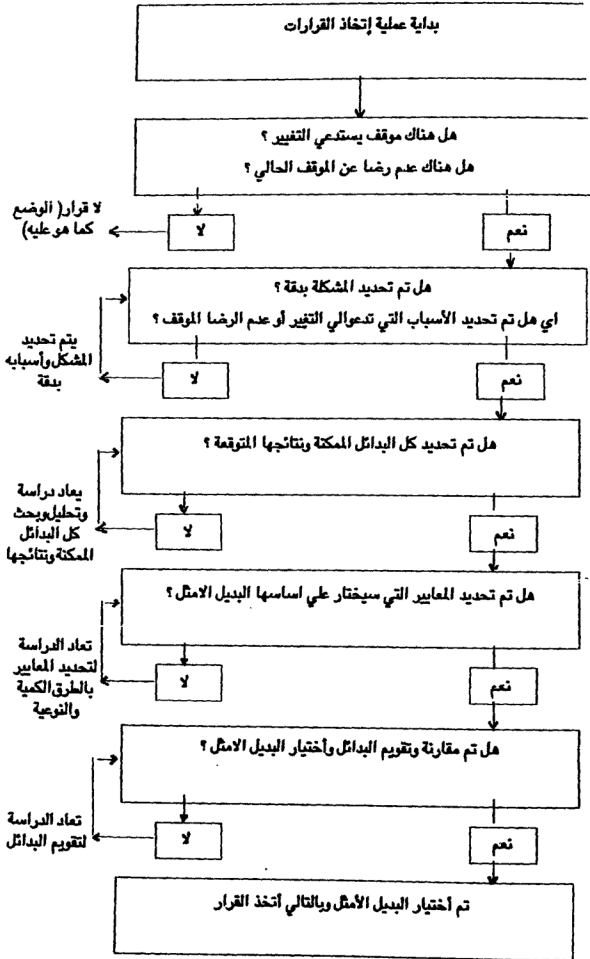 بداية عملية إتخاذ القرارات
هل هناك موقف يستدعي التغيير ؟
هل هناك عدم رضا عن الموقف الحالي ؟
نعم
لا
لا قرار( الوضع
كما هو عليه)
هل تم تحديد المشكلة بدقة ؟
اي هل تم تحديد الأسباب التي تدعوالي التغير أو عدم الرضا الموقف ؟
نعم
لا
يتم تحديد
المشكل وأسبابه
بدقة
هل تم تحديد كل البدائل الممكنة ونتائجها المتوقعة ؟
نعم
لا
يعاد دراسة
وتحليل وبحث
كل البدائل
الممكنة ونتائجها
هل تم تحديد المعايير التي سيختار علي اساسها البديل الامثل ؟
نعم
لا
تعاد الدراسة
لتحديد المعايير
بالطرق الكمية
والنوعية
هل تم مقارنة وتقويم البدائل وأختيار البديل الامثل ؟
نعم
لا
تعاد الدراسة
لتقويم البدائل
تم أختيار البديل الأمثل وبالتالي أتخذ القرار